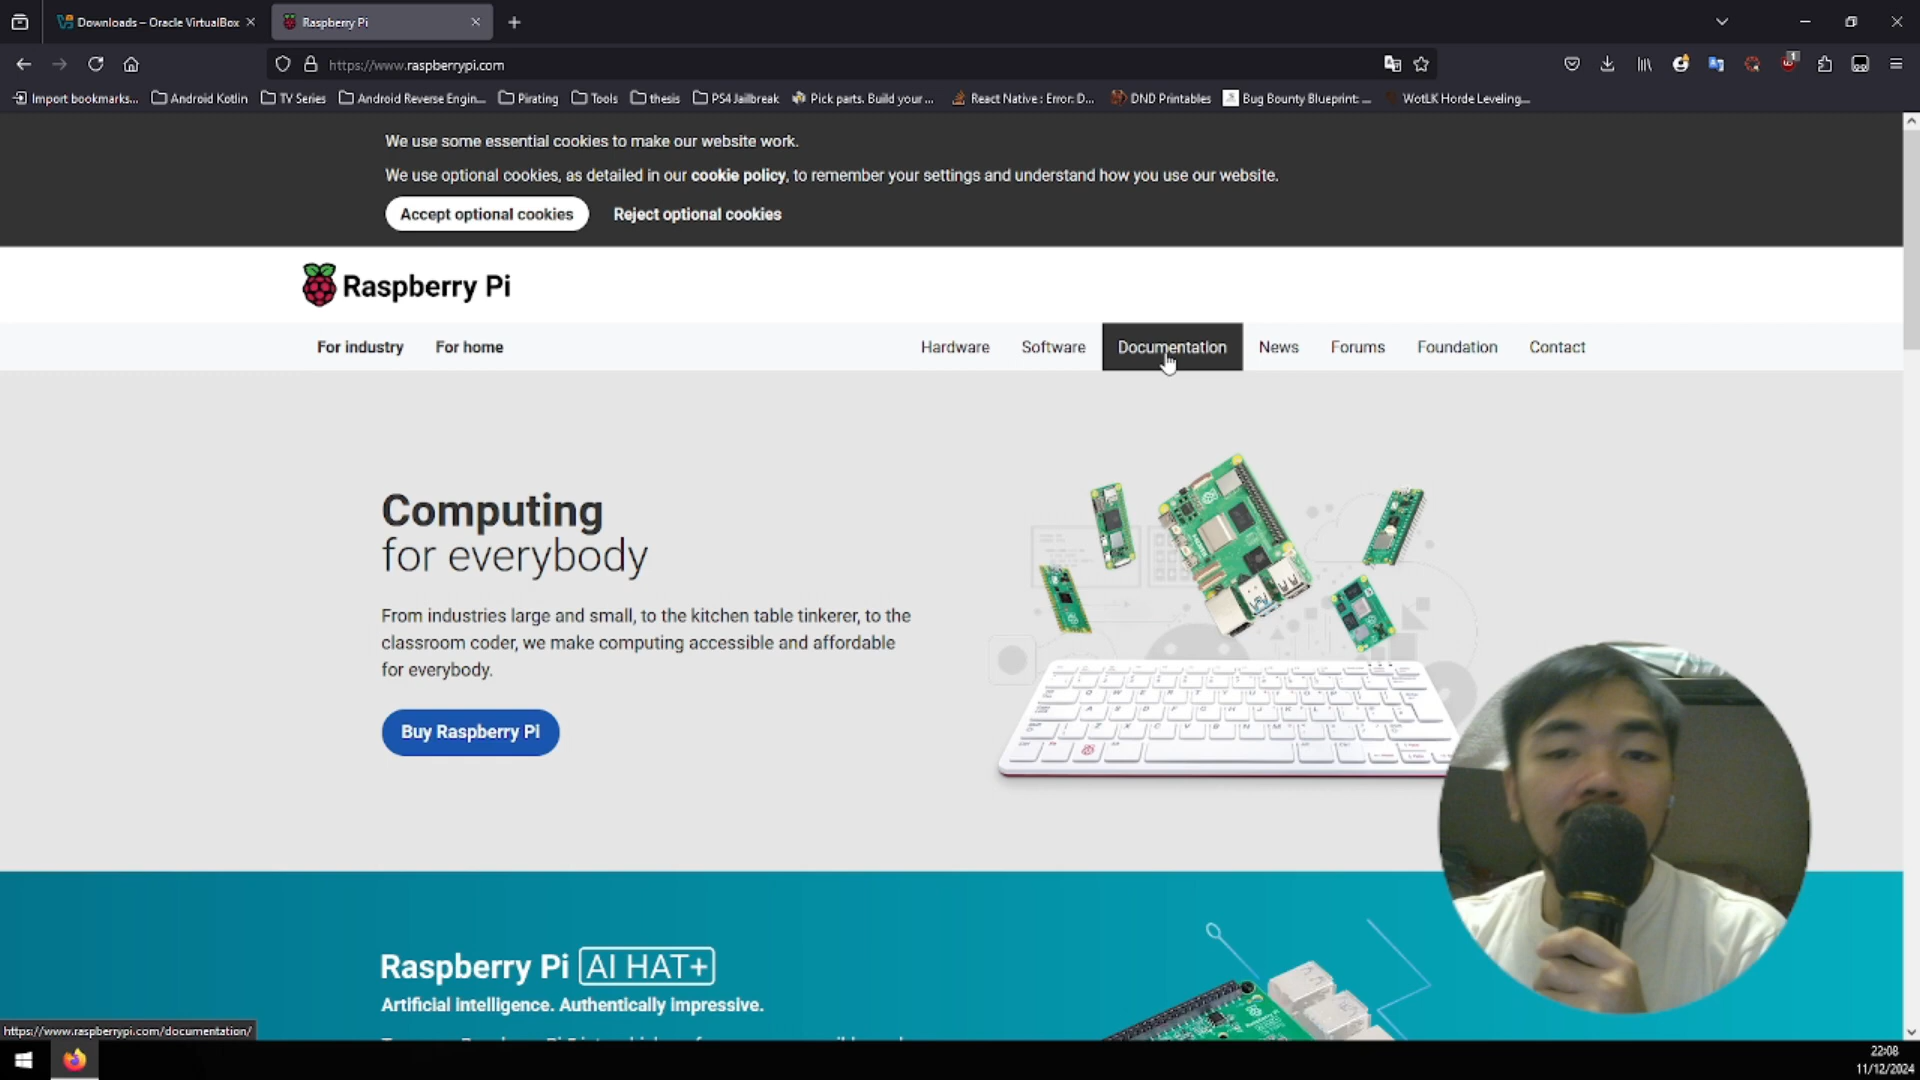 Downloads – Oracle VirtualBox
Raspberry Pi
https://www.raspberrypi.com
1
Import bookmarks...
Android Kotlin
TV Series
Android Reverse Engin...
Pirating
Tools
thesis
PS4 Jailbreak
Pick parts. Build your ...
React Native : Error: D...
DND Printables
Bug Bounty Blueprint: ...
WotLK Horde Leveling...
We use some essential cookies to make our website work.
We use optional cookies, as detailed in our cookie policy, to remember your settings and understand how you use our website.
Accept optional cookies
Reject optional cookies
Raspberry Pi
For industry
For home
Hardware
Software
Documentation
News
Forums
Foundation
Contact
Computing
for everybody
From industries large and small, to the kitchen table tinkerer, to the
classroom coder, we make computing accessible and affordable
for everybody.
Buy Raspberry Pi
Raspberry Pi AI HAT+
Artificial intelligence. Authentically impressive.
https://www.raspberrypi.com/documentation/
22:08
11/12/2024